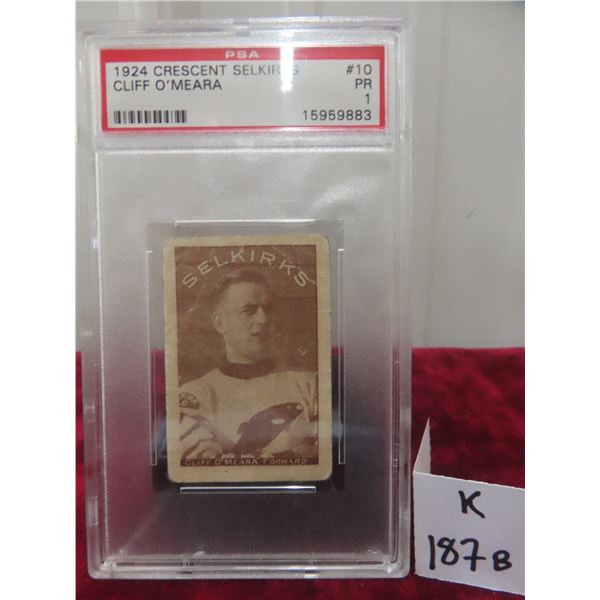 PSA
1924 CRESCENT SELKIRKS #10
CLIFF O'MEARA PR
1
15959883
SELKIRKS
CLIFF O'MEARA-FORWARD
K
187B